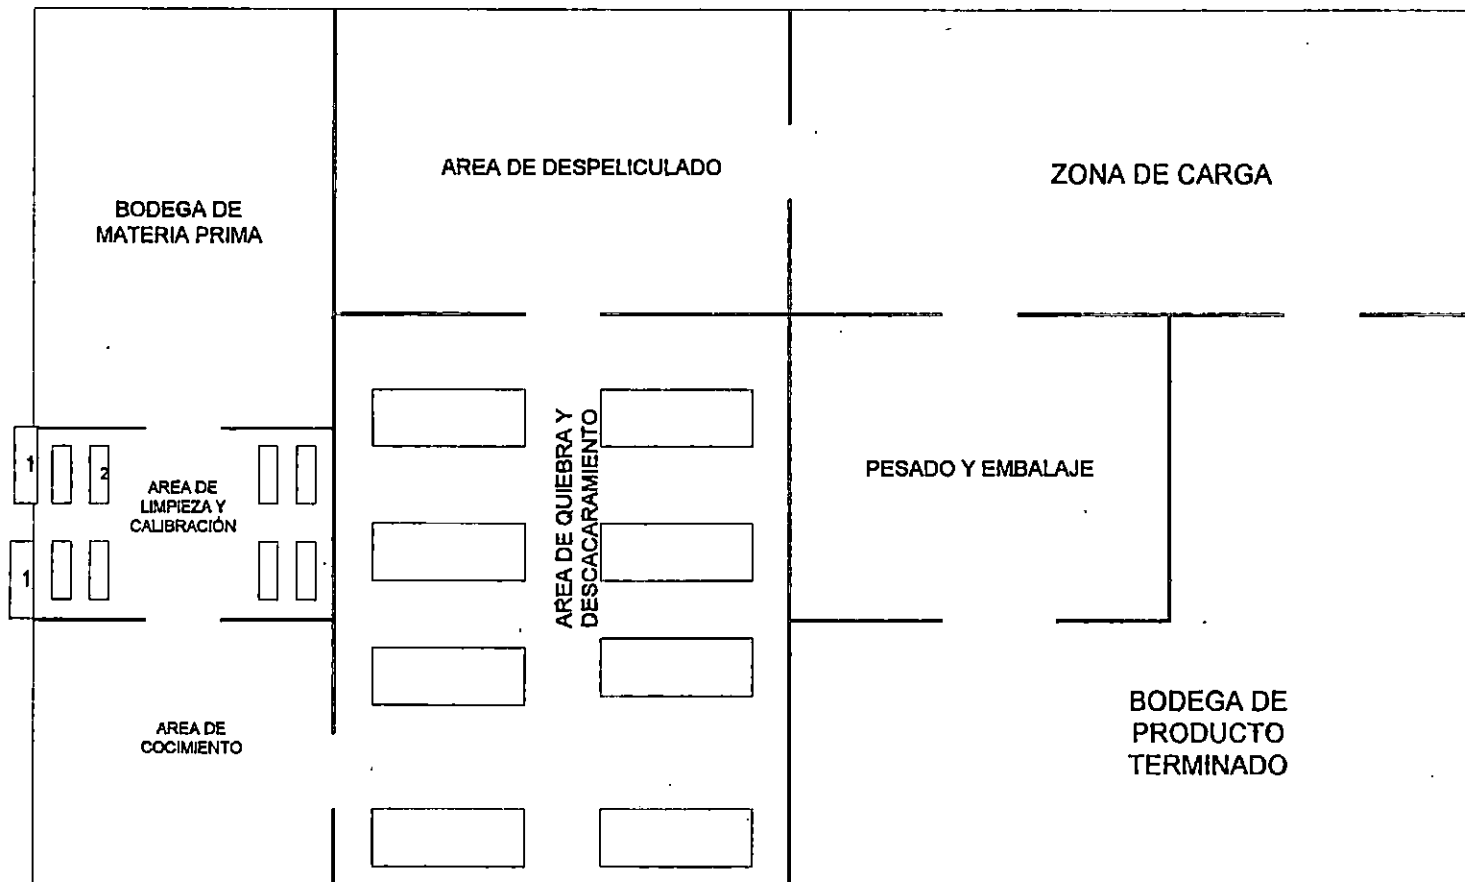 AREA DE DESPELICULADO
ZONA DE CARGA
BODEGA DE
MATERIA PRIMA
1
2
AREA DE
LIMPIEZA Y
CALIBRACIÓN
1
AREA DE QUIEBRA Y
DESCACARAMIENTO
PESADO Y EMBALAJE
AREA DE
COCIMIENTO
BODEGA DE
PRODUCTO
TERMINADO